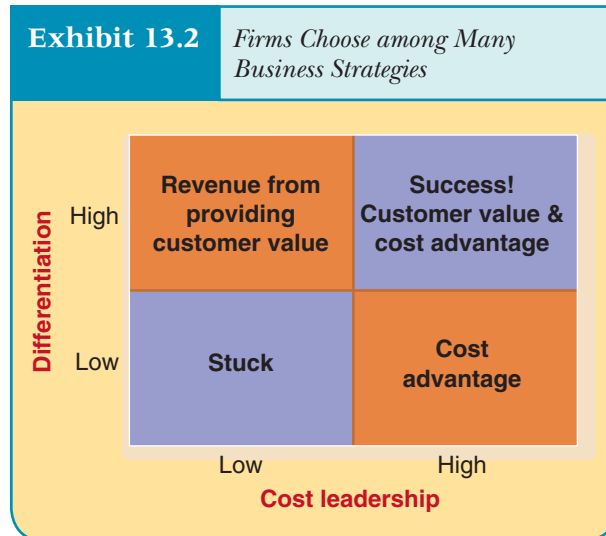 Exhibit 13.2
Firms Choose among Many
Business Strategies
Differentiation
High
Revenue from
providing
customer value
Success!
Customer value &
cost advantage
Low
Stuck
Cost
advantage
Low
High
Cost leadership